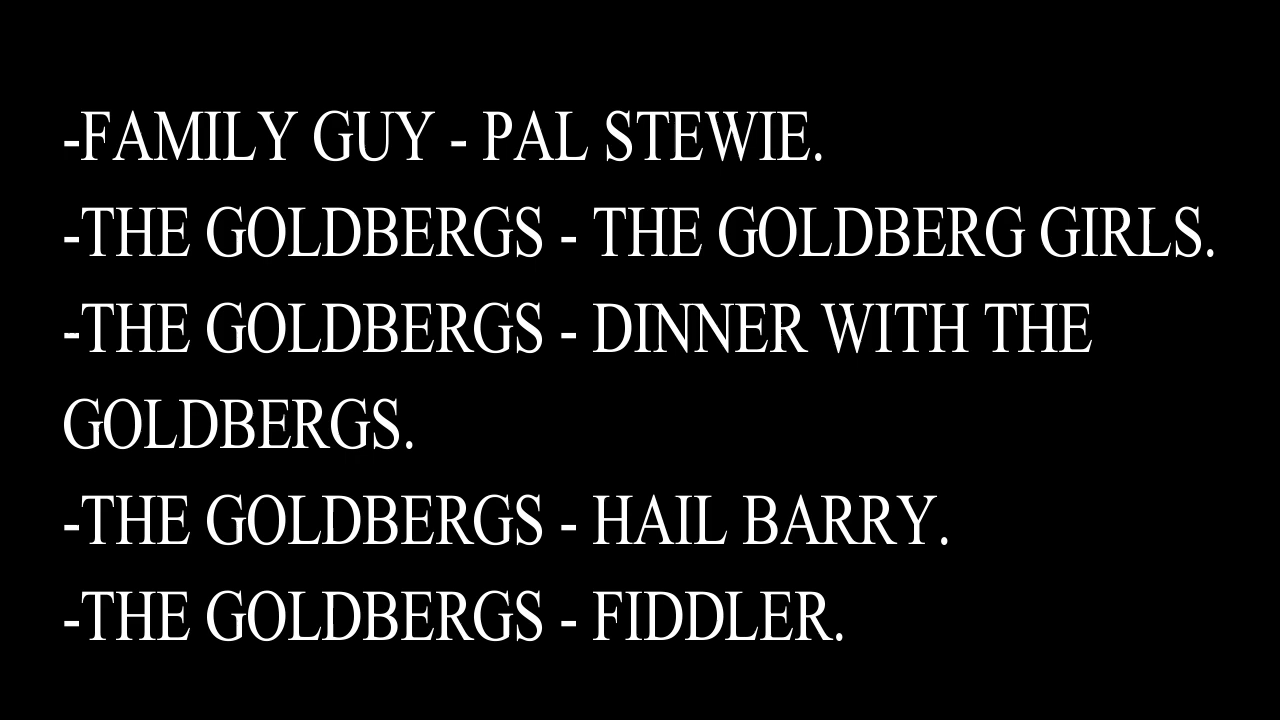 -FAMILY GUY - PAL STEWIE.
-THE GOLDBERGS - THE GOLDBERG GIRLS.
-THE GOLDBERGS - DINNER WITH THE
GOLDBERGS.
-THE GOLDBERGS - HAIL BARRY.
-THE GOLDBERGS - FIDDLER.